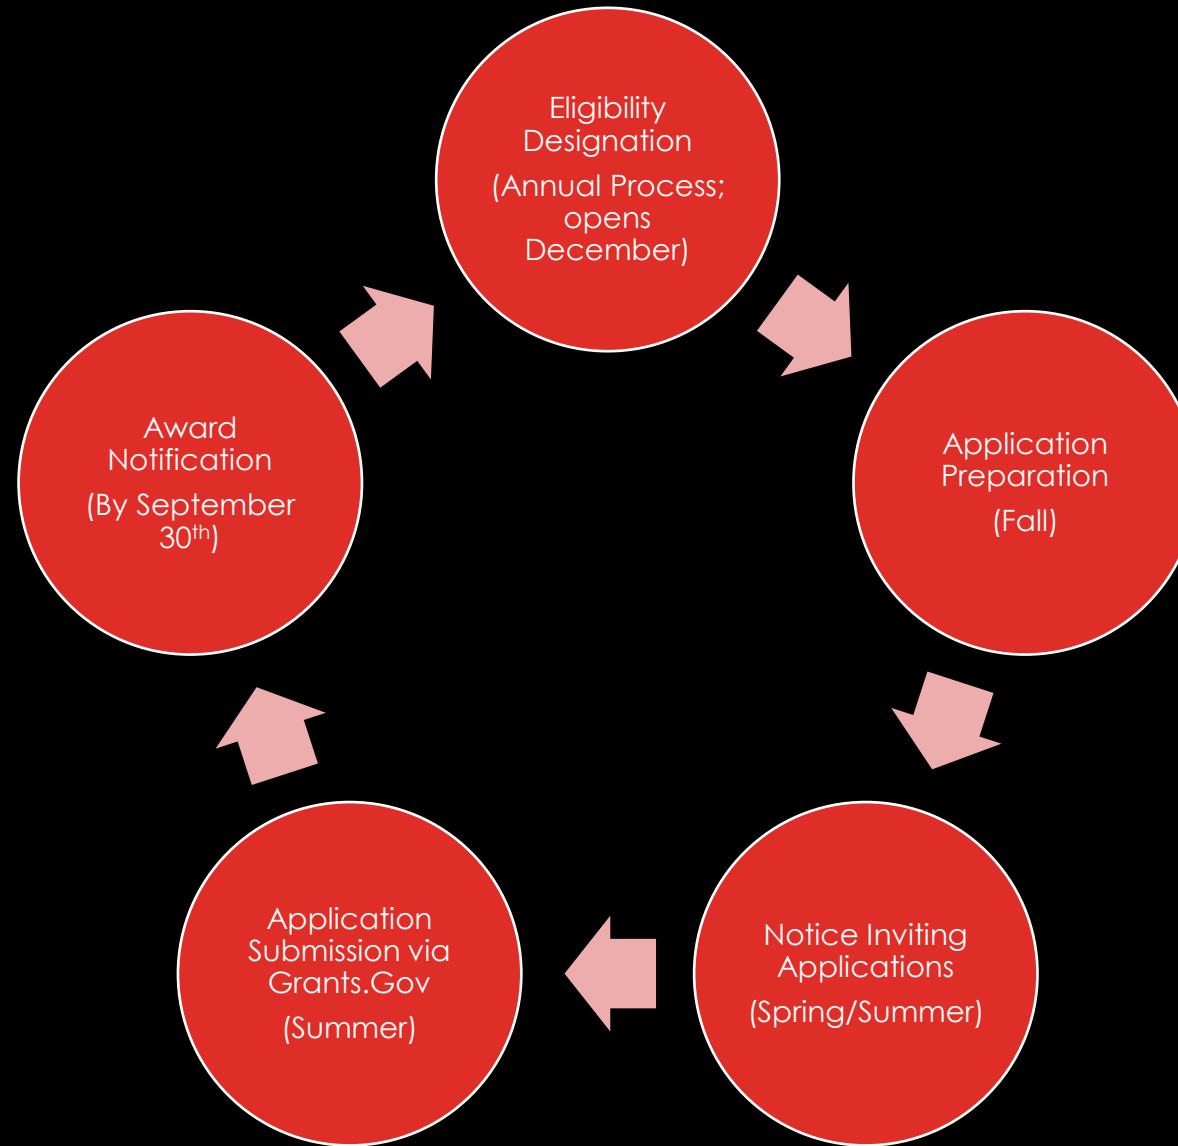 Eligibility
Designation
(Annual Process;
opens
December)
Application
Preparation
(Fall)
Notice Inviting
Applications
(Spring/Summer)
Application
Submission via
Grants.Gov
(Summer)
Award
Notification
(By September
30th)